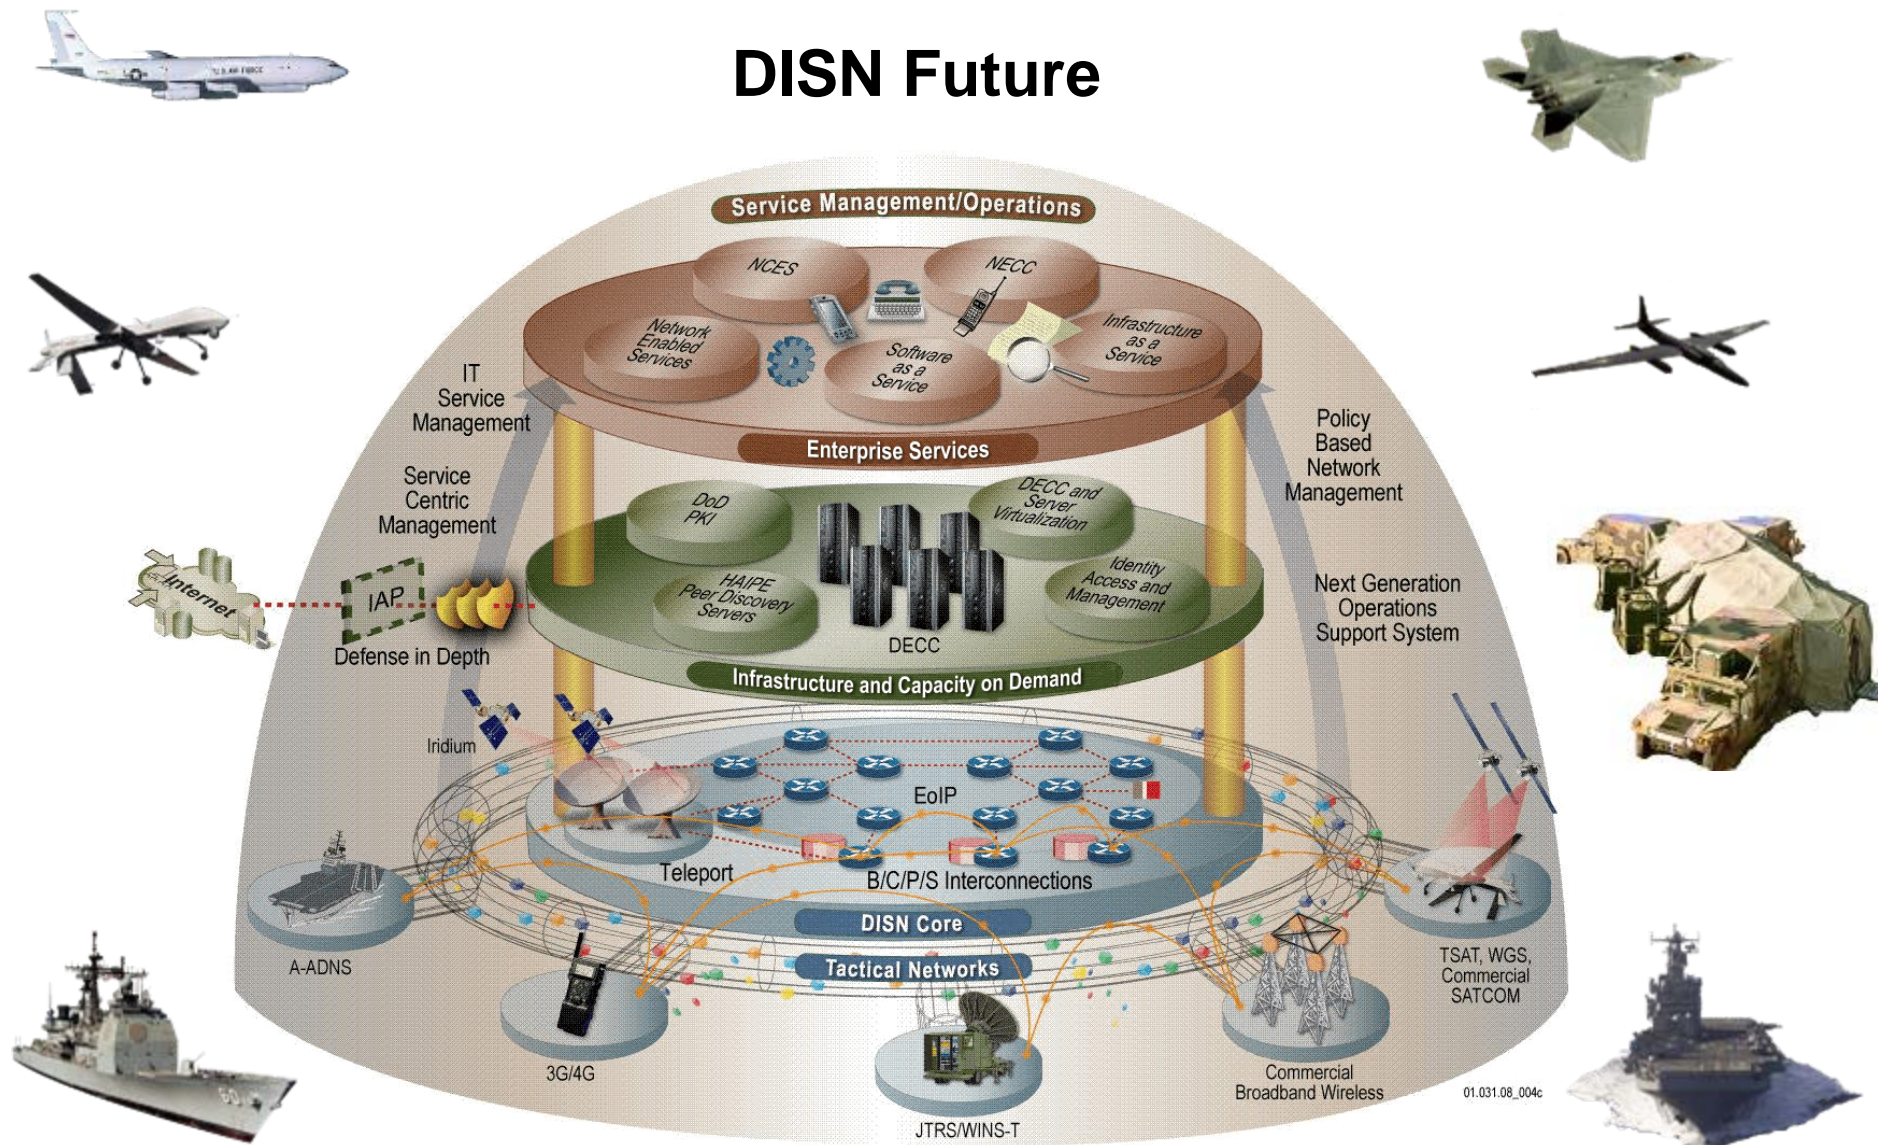 DISN Future
U.S. AIR FORCE
Service Management/Operations
NCES
NECC
Network
Enabled
Services
Software
as a
Service
Infrastructure
as a
Service
IT
Service
Management
Enterprise Services
Policy
Based
Network
Management
Service
Centric
Management
DoD
PKI
DECC and
Server
Virtualization
Internet
IAP
Defense in Depth
HAIPE
Peer Discovery
Servers
DECC
Identity
Access and
Management
Next Generation
Operations
Support System
Infrastructure and Capacity on Demand
Iridium
EoIP
Teleport
B/C/P/S Interconnections
DISN Core
Tactical Networks
A-ADNS
3G/4G
JTRS/WINS-T
Commercial
Broadband Wireless
TSAT, WGS,
Commercial
SATCOM
01.031.08_004c
60